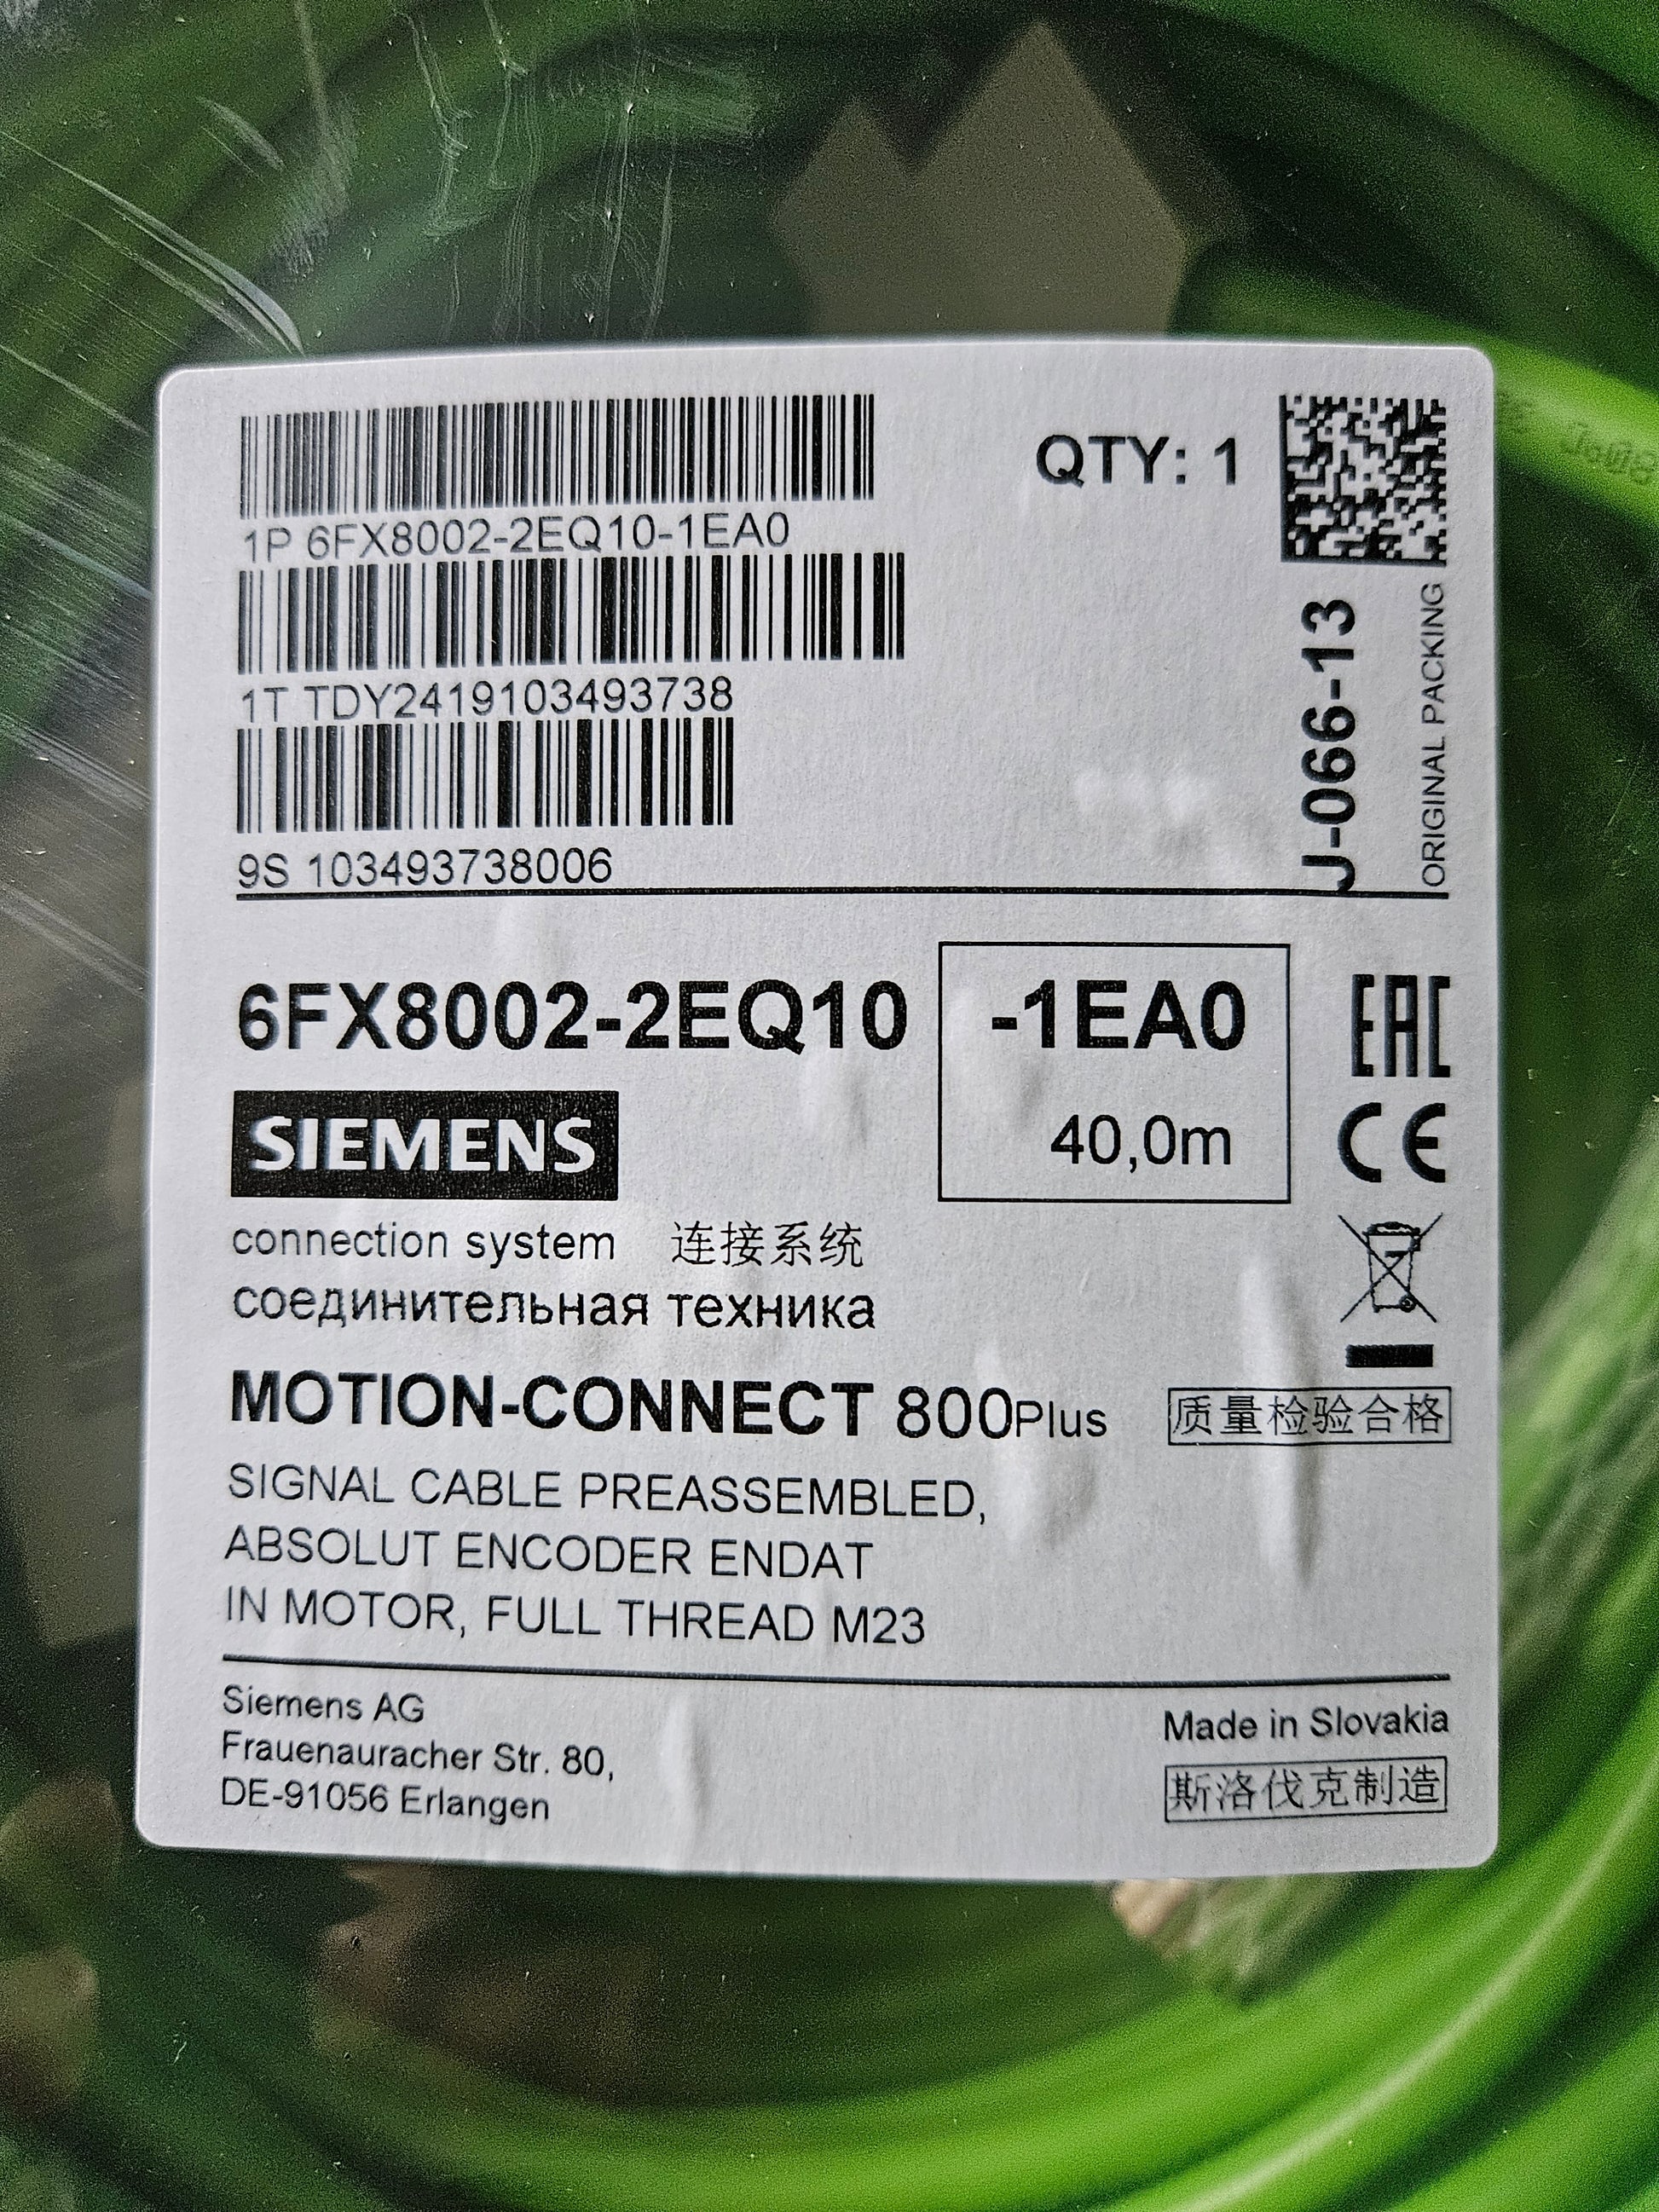 1P 6FX8002-2EQ10-1EA0
QTY: 1
1T TDY2419103493738
9S 103493738006
J-066-13
ORIGINAL PACKING
6FX8002-2EQ10 -1EA0
40,0m
EAC
CE
SIEMENS
connection system 连接系统
соединительная техника
MOTION-CONNECT 800Plus
质量检验合格
SIGNAL CABLE PREASSEMBLED,
ABSOLUT ENCODER ENDAT
IN MOTOR, FULL THREAD M23
Siemens AG
Frauenauracher Str. 80,
DE-91056 Erlangen
Made in Slovakia
斯洛伐克制造